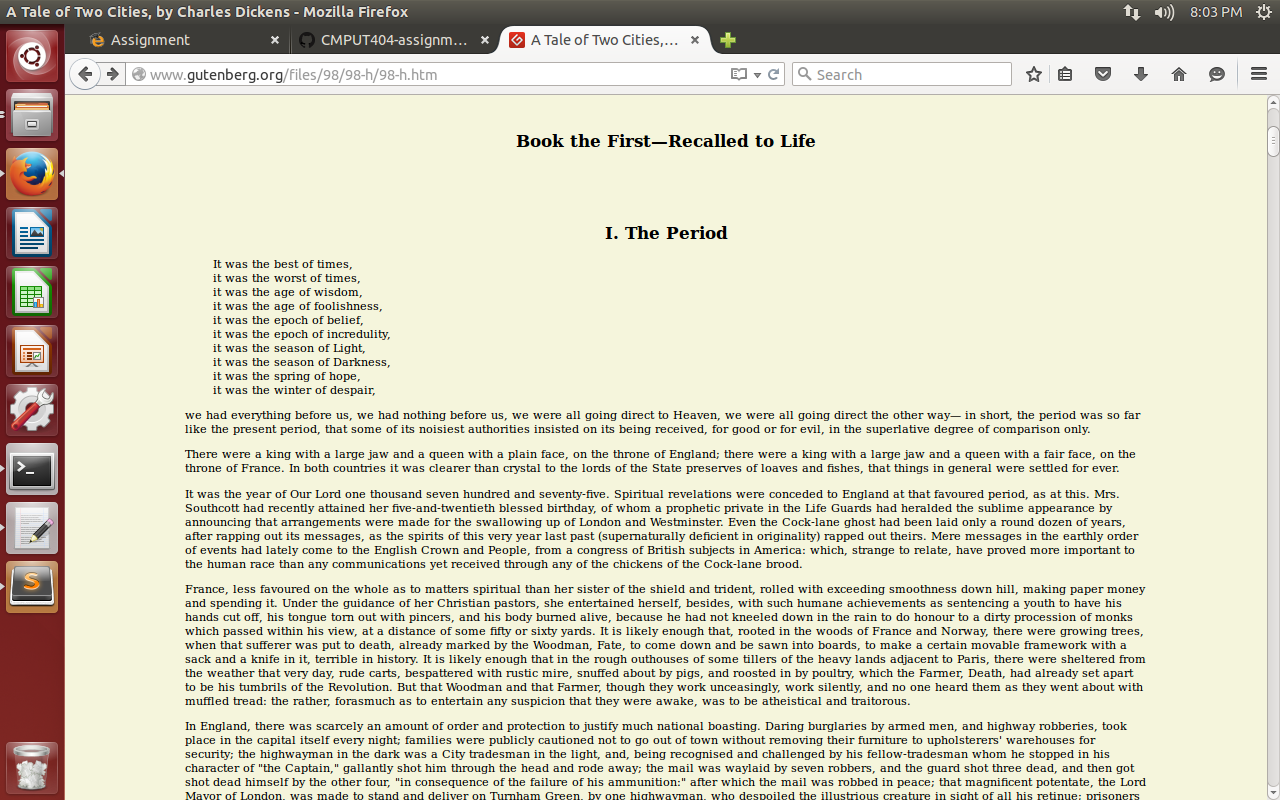 A Tale of Two Cities, by Charles Dickens - Mozilla Firefox
8:03 PM
Assignment
CMPUT404-assignm...
A Tale of Two Cities,...
www.gutenberg.org/files/98/98-h/98-h.htm
Search
Book the First—Recalled to Life
I. The Period
It was the best of times,
it was the worst of times,
it was the age of wisdom,
it was the age of foolishness,
it was the epoch of belief,
it was the epoch of incredulity,
it was the season of Light,
it was the season of Darkness,
it was the spring of hope,
it was the winter of despair,
we had everything before us, we had nothing before us, we were all going direct to Heaven, we were all going direct the other way— in short, the period was so far
like the present period, that some of its noisiest authorities insisted on its being received, for good or for evil, in the superlative degree of comparison only.
There were a king with a large jaw and a queen with a plain face, on the throne of England; there were a king with a large jaw and a queen with a fair face, on the
throne of France. In both countries it was clearer than crystal to the lords of the State preserves of loaves and fishes, that things in general were settled for ever.
It was the year of Our Lord one thousand seven hundred and seventy-five. Spiritual revelations were conceded to England at that favoured period, as at this. Mrs.
Southcott had recently attained her five-and-twentieth blessed birthday, of whom a prophetic private in the Life Guards had heralded the sublime appearance by
announcing that arrangements were made for the swallowing up of London and Westminster. Even the Cock-lane ghost had been laid only a round dozen of years,
after rapping out its messages, as the spirits of this very year last past (supernaturally deficient in originality) rapped out theirs. Mere messages in the earthly order
of events had lately come to the English Crown and People, from a congress of British subjects in America: which, strange to relate, have proved more important to
the human race than any communications yet received through any of the chickens of the Cock-lane brood.
France, less favoured on the whole as to matters spiritual than her sister of the shield and trident, rolled with exceeding smoothness down hill, making paper money
and spending it. Under the guidance of her Christian pastors, she entertained herself, besides, with such humane achievements as sentencing a youth to have his
hands cut off, his tongue torn out with pincers, and his body burned alive, because he had not kneeled down in the rain to do honour to a dirty procession of monks
which passed within his view, at a distance of some fifty or sixty yards. It is likely enough that, rooted in the woods of France and Norway, there were growing trees,
when that sufferer was put to death, already marked by the Woodman, Fate, to come down and be sawn into boards, to make a certain movable framework with a
sack and a knife in it, terrible in history. It is likely enough that in the rough outhouses of some tillers of the heavy lands adjacent to Paris, there were sheltered from
the weather that very day, rude carts, bespattered with rustic mire, snuffed about by pigs, and roosted in by poultry, which the Farmer, Death, had already set apart
to be his tumbrils of the Revolution. But that Woodman and that Farmer, though they work unceasingly, work silently, and no one heard them as they went about with
muffled tread: the rather, forasmuch as to entertain any suspicion that they were awake, was to be atheistical and traitorous.
In England, there was scarcely an amount of order and protection to justify much national boasting. Daring burglaries by armed men, and highway robberies, took
place in the capital itself every night; families were publicly cautioned not to go out of town without removing their furniture to upholsterers' warehouses for
security; the highwayman in the dark was a City tradesman in the light, and, being recognised and challenged by his fellow-tradesman whom he stopped in his
character of "the Captain," gallantly shot him through the head and rode away; the mail was waylaid by seven robbers, and the guard shot three dead, and then got
shot dead himself by the other four, "in consequence of the failure of his ammunition:" after which the mail was robbed in peace; that magnificent potentate, the Lord
Mayor of London, was made to stand and deliver on Turnham Green, by one highwayman, who despoiled the illustrious creature in sight of all his retinue; prisoners